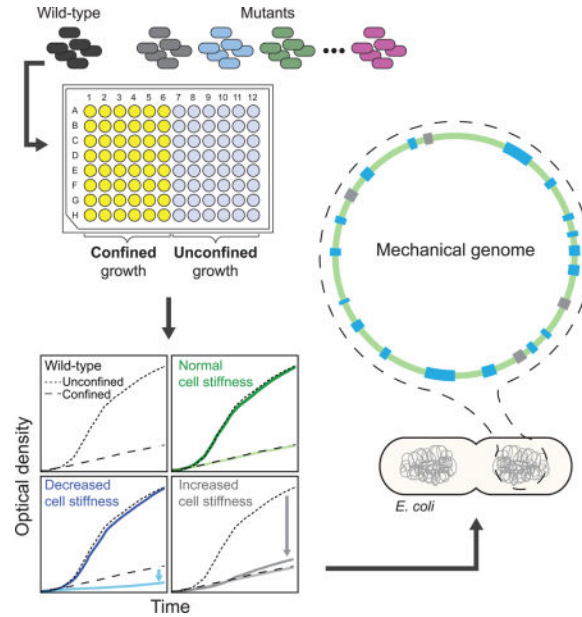 Wild-type
Mutants
1 2 3 4 5 6 7 8 9 10 11 12
A
B
C
D
E
F
G
H
Confined
growth
Unconfined
growth
Mechanical genome
Optical density
Wild-type
Unconfined
Confined
Normal
cell stiffness
Decreased
cell stiffness
Increased
cell stiffness
Time
E. coli